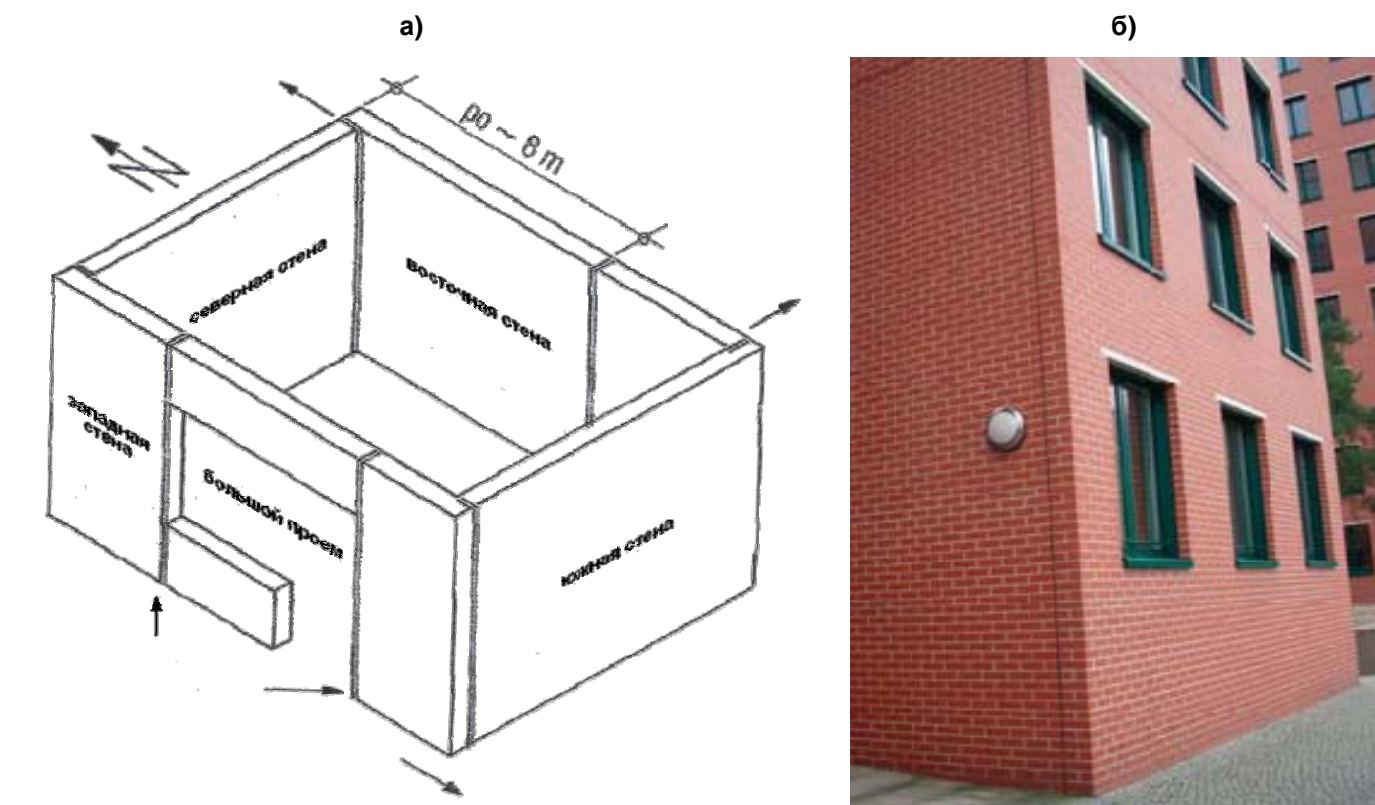 а)
б)
N
po ~ 8 m
северная стена
восточная стена
западная
стена
большой проем
южная стена